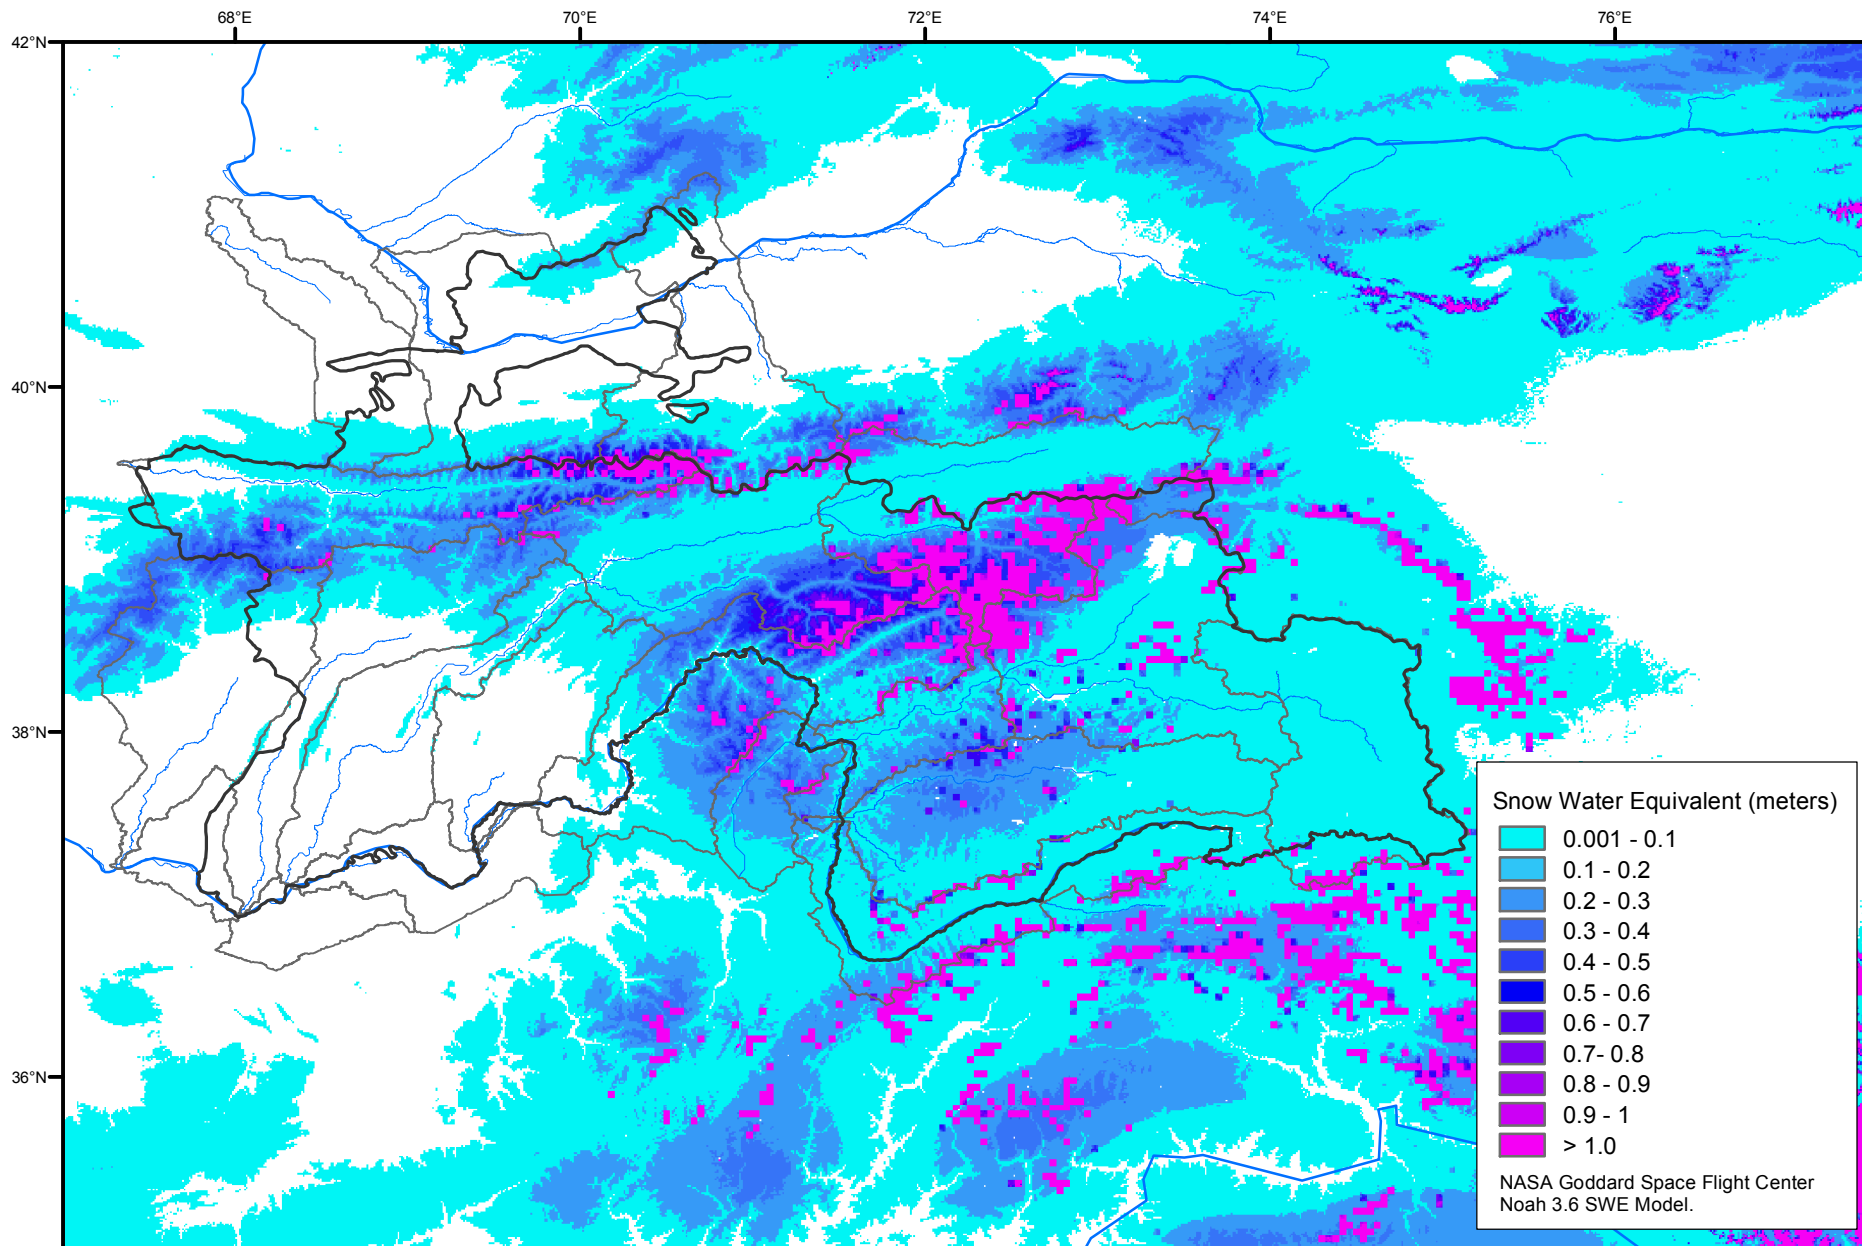 68°E
70°E
72°E
74°E
76°E
42°N
40°N
38°N
36°N
Snow Water Equivalent (meters)
0.001 - 0.1
0.1 - 0.2
0.2 - 0.3
0.3 - 0.4
0.4 - 0.5
0.5 - 0.6
0.6 - 0.7
0.7- 0.8
0.8 - 0.9
0.9 - 1
> 1.0
NASA Goddard Space Flight Center
Noah 3.6 SWE Model.